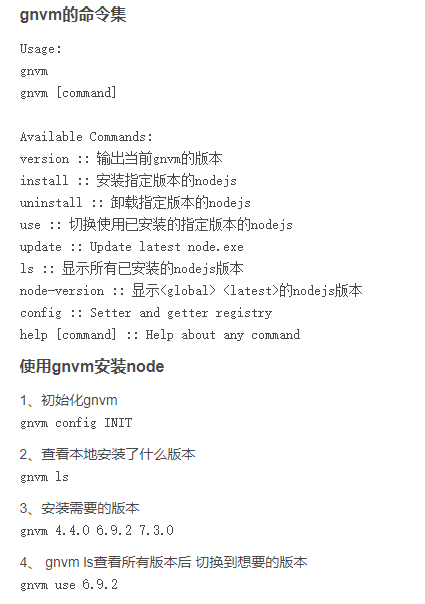 gnvm的命令集
Usage:
gnvm
gnvm [command]
Available Commands:
version :: 输出当前gnvm的版本
install :: 安装指定版本的nodejs
uninstall :: 卸载指定版本的nodejs
use :: 切换使用已安装的指定版本的nodejs
update :: Update latest node.exe
ls :: 显示所有已安装的nodejs版本
node-version :: 显示<global> <latest>的nodejs版本
config :: Setter and getter registry
help [command] :: Help about any command
使用gnvm安装node
1、初始化gnvm
gnvm config INIT
2、查看本地安装了什么版本
gnvm ls
3、安装需要的版本
gnvm 4.4.0 6.9.2 7.3.0
4、 gnvm ls查看所有版本后 切换到想要的版本
gnvm use 6.9.2